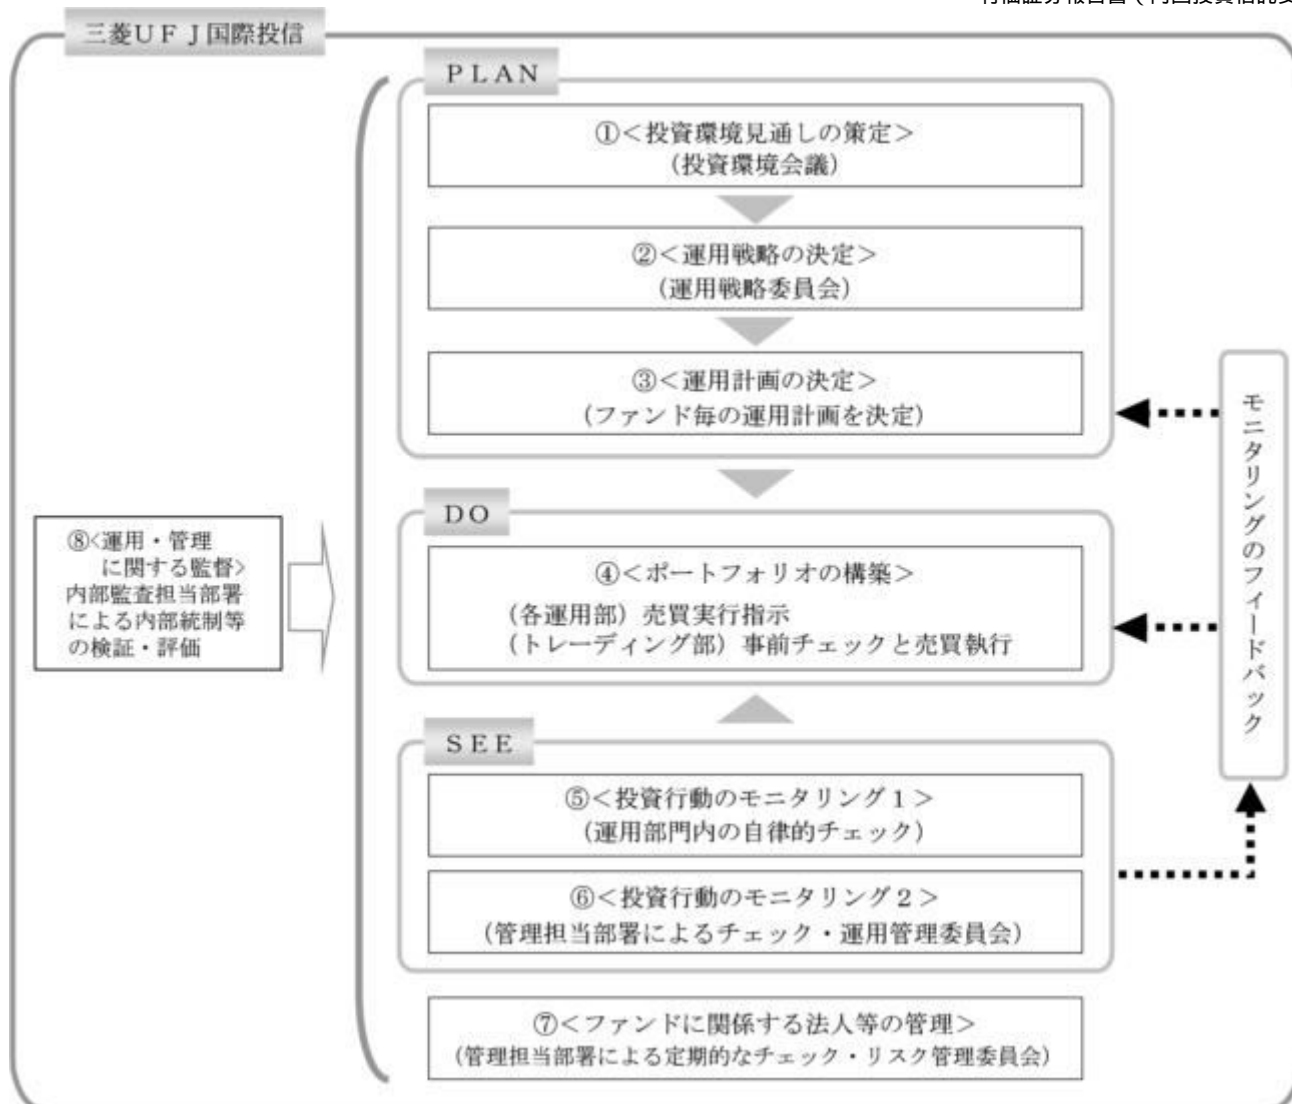 三菱ＵＦＪ国際投信
ＰＬＡＮ
①＜投資環境見通しの策定＞
（投資環境会議）
②＜運用戦略の決定＞
（運用戦略委員会）
③＜運用計画の決定＞
（ファンド毎の運用計画を決定）
ＤＯ
④＜ポートフォリオの構築＞
（各運用部）売買実行指示
（トレーディング部）事前チェックと売買執行
ＳＥＥ
⑤＜投資行動のモニタリング１＞
（運用部門内の自律的チェック）
⑥＜投資行動のモニタリング２＞
（管理担当部署によるチェック・運用管理委員会）
⑦＜ファンドに関係する法人等の管理＞
（管理担当部署による定期的なチェック・リスク管理委員会）
⑧<運用・管理
に関する監督>
内部監査担当部署
による内部統制等
の検証・評価
モニタリングのフィードバック